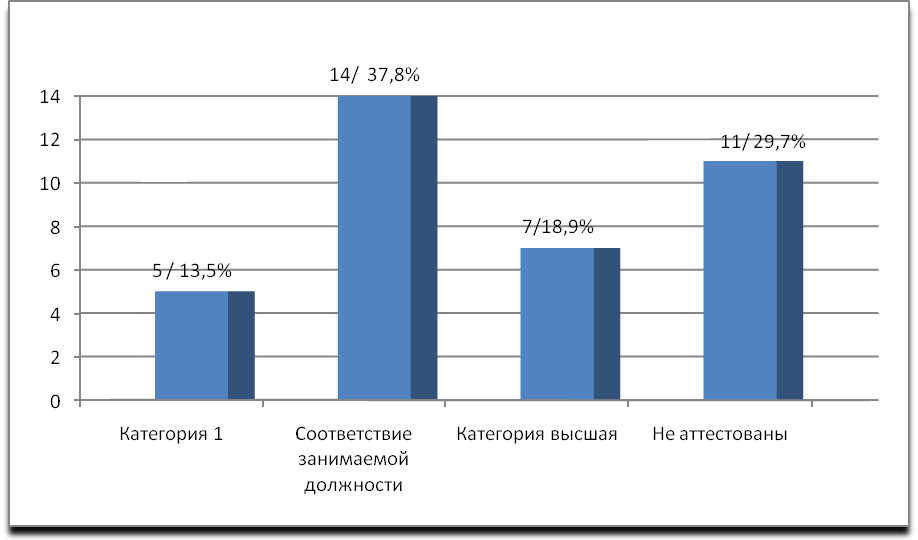 14/ 37,8%
14
12
11/ 29,7%
10
8
7/18,9%
6
5 / 13,5%
4
2
0
Категория 1
Соответствие
занимаемой
должности
Категория высшая
Не аттестованы